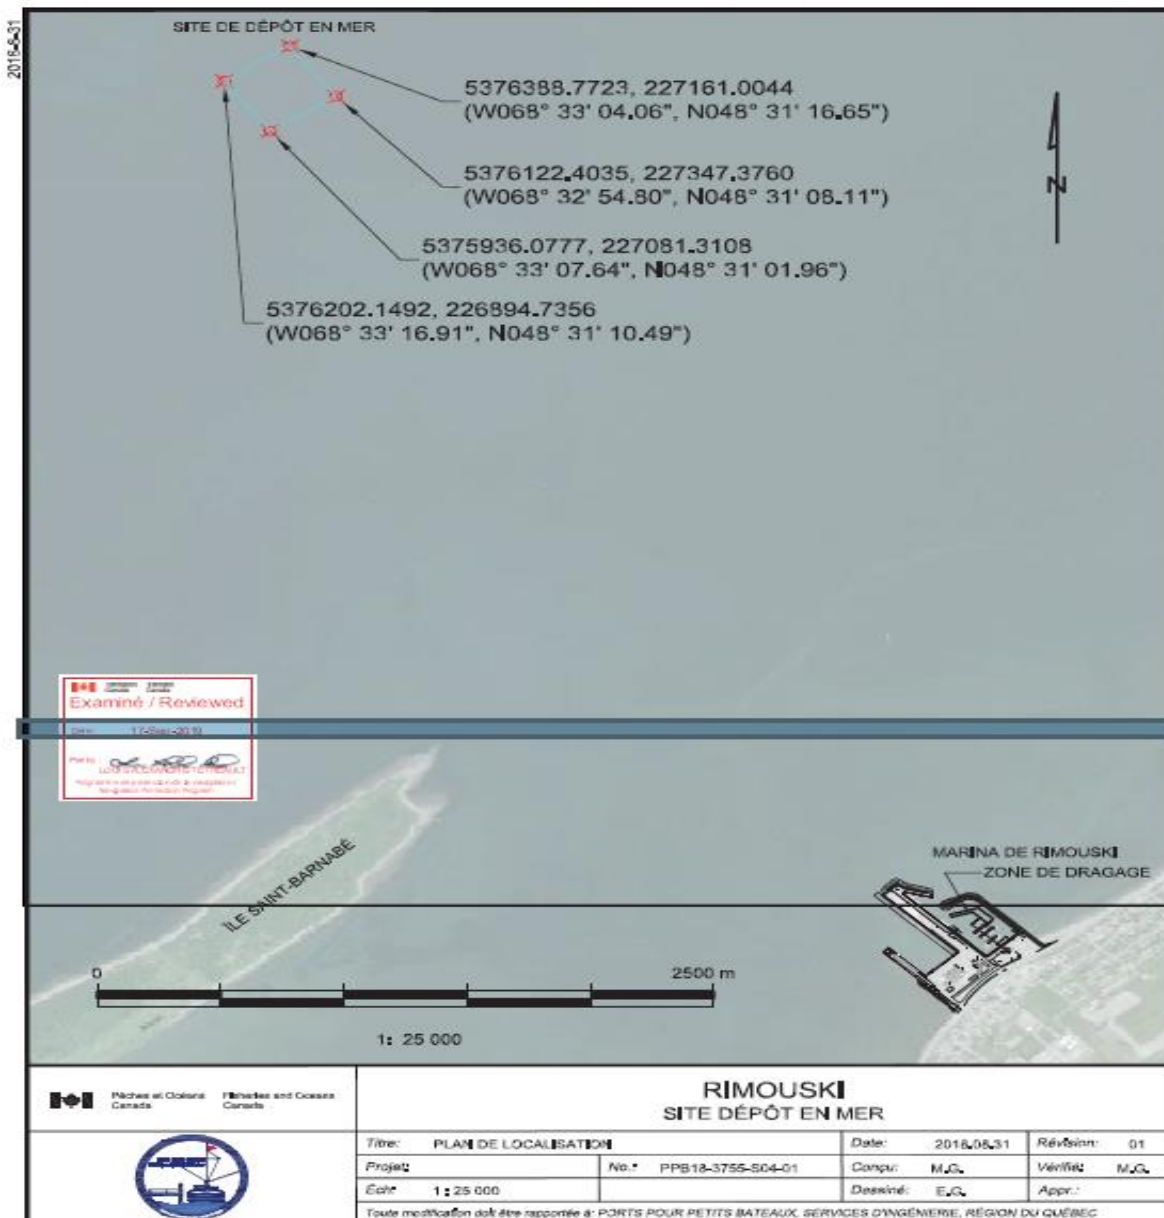 2018-8-31
SITE DE DÉPÔT EN MER
5376388.7723, 227161.0044
(W068° 33' 04.06", N048° 31' 16.65")
5376122.4035, 227347.3760
(W068° 32' 54.80", N048° 31' 08.11")
N
5375936.0777, 227081.3108
(W068° 33' 07.64", N048° 31' 01.96")
5376202.1492, 226894.7356
(W068° 33' 16.91", N048° 31' 10.49")
Examiné / Reviewed
ÎLE SAINT-BARNABÉ
MARINA DE RIMOUSKI
ZONE DE DRAGAGE
0 2500 m
1: 25 000
Pêches et Océans Canada Fisheries and Oceans Canada
RIMOUSKI
SITE DÉPÔT EN MER
Titre: PLAN DE LOCALISATION Date: 2018.08.31 Révision: 01
Projet: No.: PPB18-3755-S04-01 Conçu: M.G. Vérifié: M.G.
Éch: 1 : 25 000 Dessiné: E.G. Appr.:
Toute modification doit être rapportée à: PORTS POUR PETITS BATEAUX, SERVICES D'INGÉNIERIE, RÉGION DU QUÉBEC